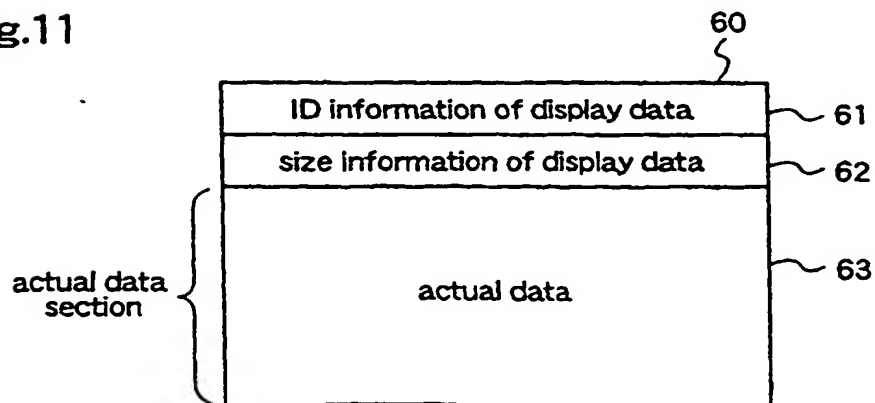 g.11
60
ID information of display data
61
size information of display data
62
actual data
section
actual data
63